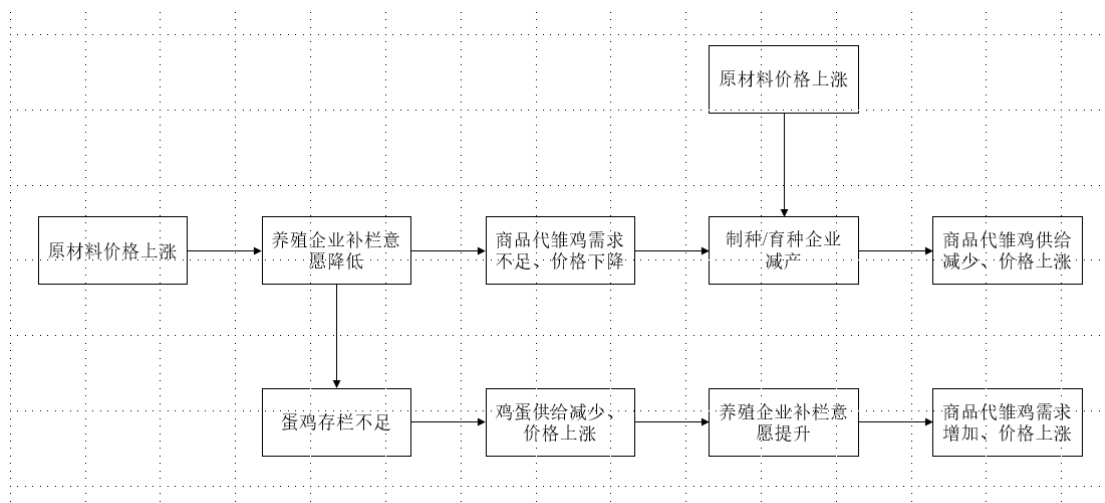 原材料价格上涨
原材料价格上涨
养殖企业补栏意
愿降低
商品代雏鸡需求
不足、价格下降
制种/育种企业
减产
商品代雏鸡供给
减少、价格上涨
蛋鸡存栏不足
鸡蛋供给减少、
价格上涨
养殖企业补栏意
愿提升
商品代雏鸡需求
增加、价格上涨